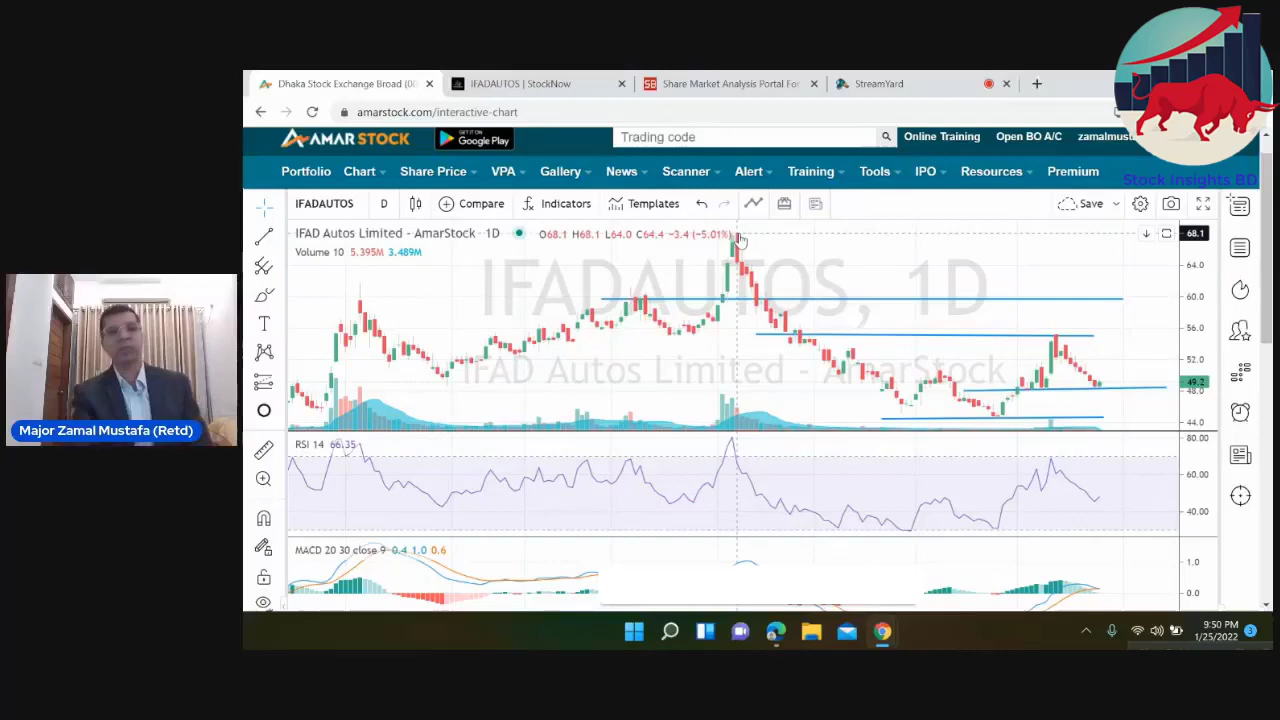 Dhaka Stock Exchange Broad (00
IFADAUTOS | StockNow
Share Market Analysis Portal For
StreamYard
amarstock.com/interactive-chart
AMAR STOCK
GET IT ON
Google Play
Trading code
Online Training
Open BO A/C
zamalmust
Portfolio
Chart
Share Price
VPA
Gallery
News
Scanner
Alert
Training
Tools
IPO
Resources
Premium
Stock Insights BD
IFADAUTOS
D
Compare
Indicators
Templates
Save
IFAD Autos Limited - AmarStock · 1D
O68.1 H68.1 L64.0 C64.4 −3.4 (−5.01%)
Volume 10 5.395M 3.489M
IFADAUTOS, 1D
IFAD Autos Limited - AmarStock
68.1
64.0
60.0
56.0
52.0
49.2
48.0
44.0
RSI 14 66.35
80.00
60.00
40.00
MACD 20 30 close 9 0.4 1.0 0.6
1.0
0.0
Major Zamal Mustafa (Retd)
9:50 PM
1/25/2022
3